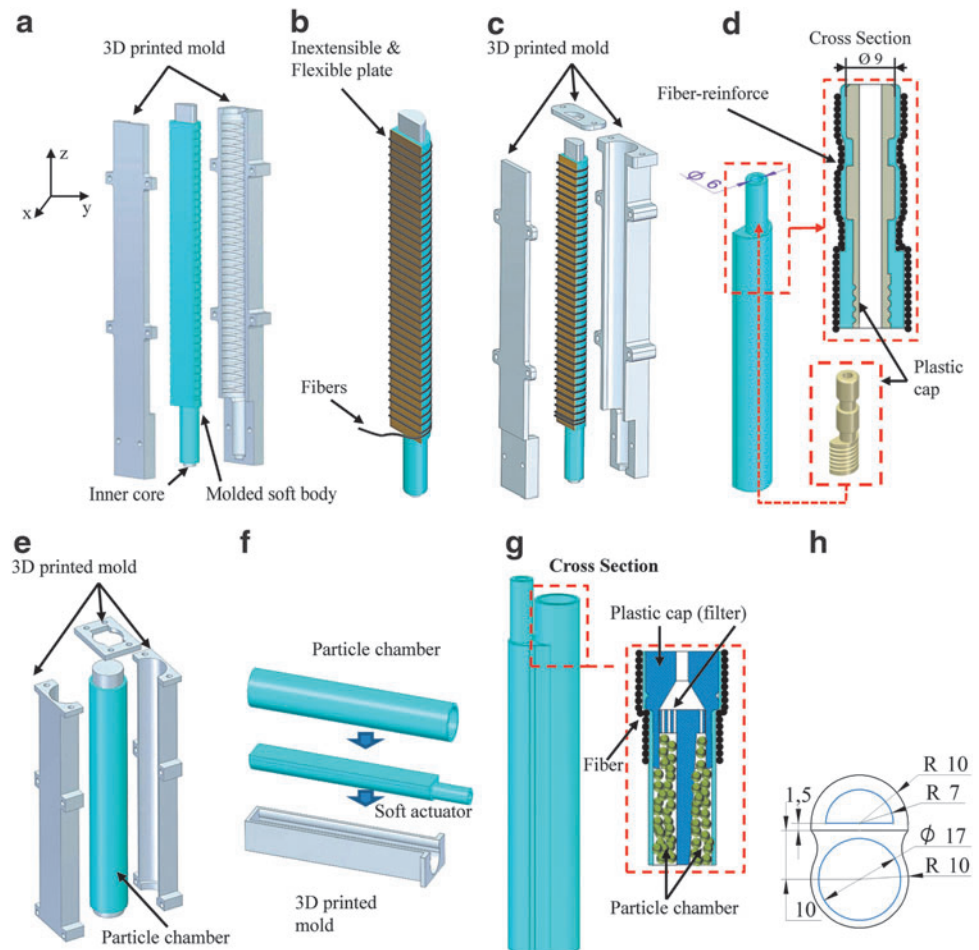 a
3D printed mold
z
x
y
Inner core
Molded soft body
b
Inextensible &
Flexible plate
Fibers
c
3D printed mold
d
Cross Section
Ø 9
Fiber-reinforce
ϕ 6
Plastic
cap
e
3D printed mold
Particle chamber
f
Particle chamber
Soft actuator
3D printed
mold
g
Cross Section
Plastic cap (filter)
Fiber
Particle chamber
h
R 10
R 7
1,5
ϕ 17
R 10
10